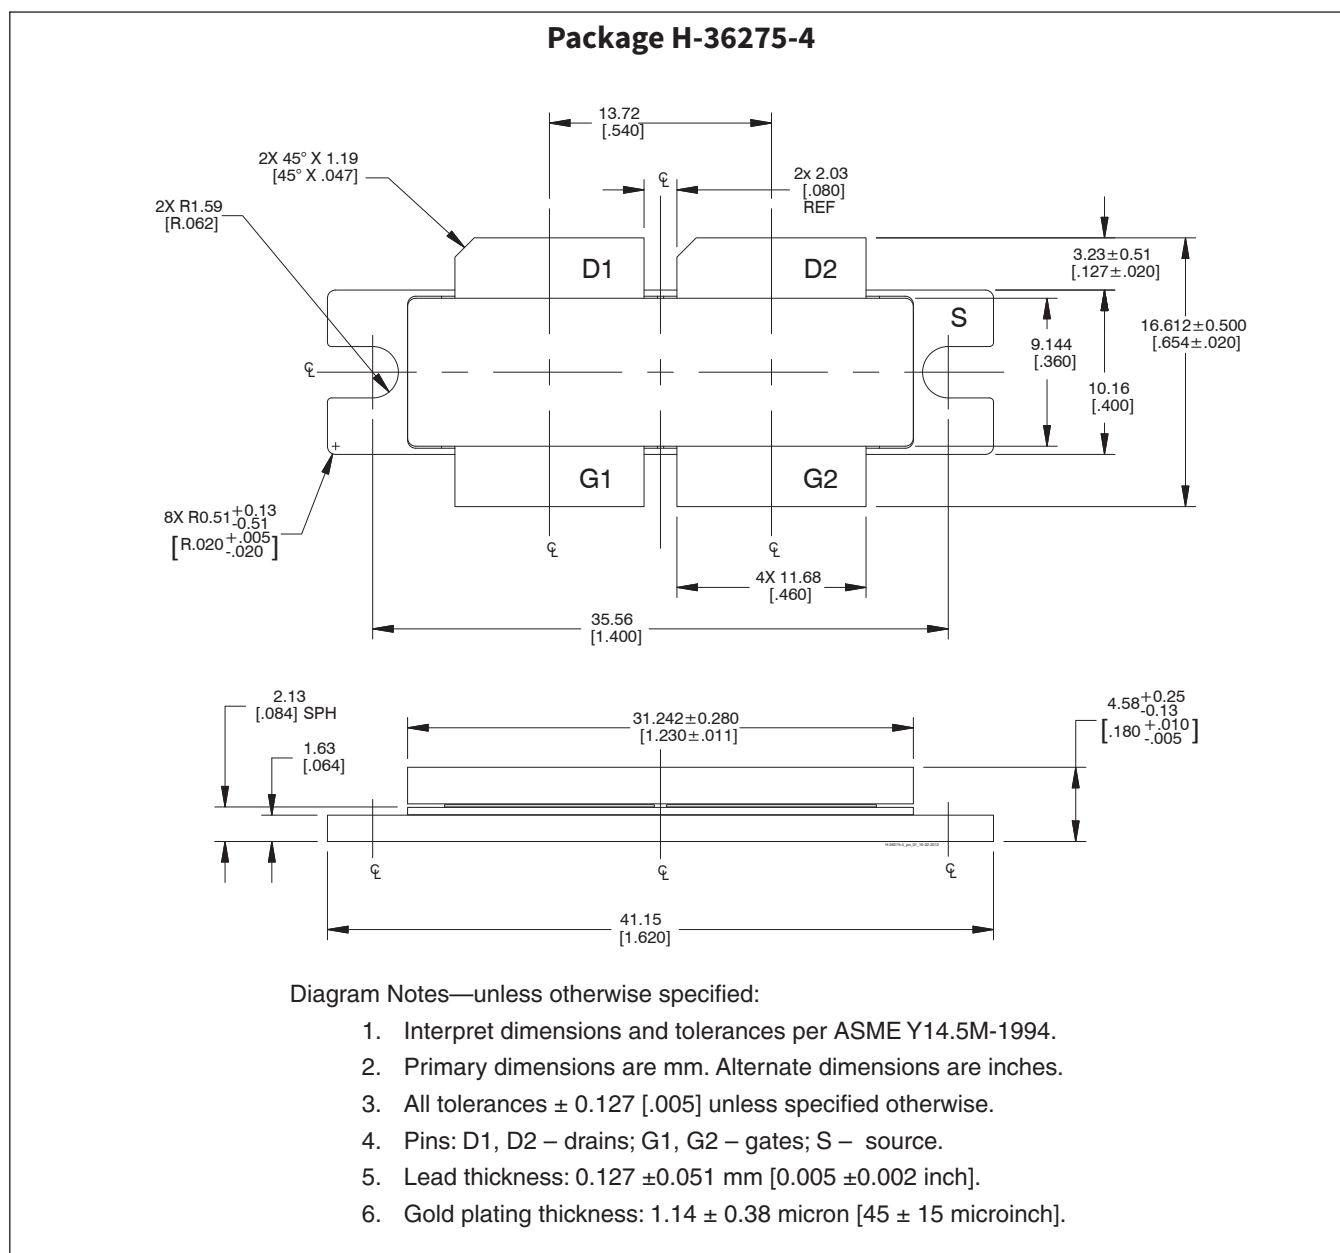 Package H-36275-4
13.72
[.540]
2X 45° X 1.19
[45° X .047]
℄
2x 2.03
[.080]
REF
2X R1.59
[R.062]
D1
D2
3.23±0.51
[.127±.020]
S
16.612±0.500
[.654±.020]
9.144
[.360]
℄
10.16
[.400]
G1
G2
8X R0.51+0.13
-0.51
[R.020+.005
-.020]
℄
℄
4X 11.68
[.460]
35.56
[1.400]
2.13
[.084] SPH
31.242±0.280
[1.230±.011]
4.58+0.25
-0.13
[.180+.010
-.005]
1.63
[.064]
℄
℄
℄
41.15
[1.620]
Diagram Notes—unless otherwise specified:
1. Interpret dimensions and tolerances per ASME Y14.5M-1994.
2. Primary dimensions are mm. Alternate dimensions are inches.
3. All tolerances ± 0.127 [.005] unless specified otherwise.
4. Pins: D1, D2 – drains; G1, G2 – gates; S – source.
5. Lead thickness: 0.127 ±0.051 mm [0.005 ±0.002 inch].
6. Gold plating thickness: 1.14 ± 0.38 micron [45 ± 15 microinch].